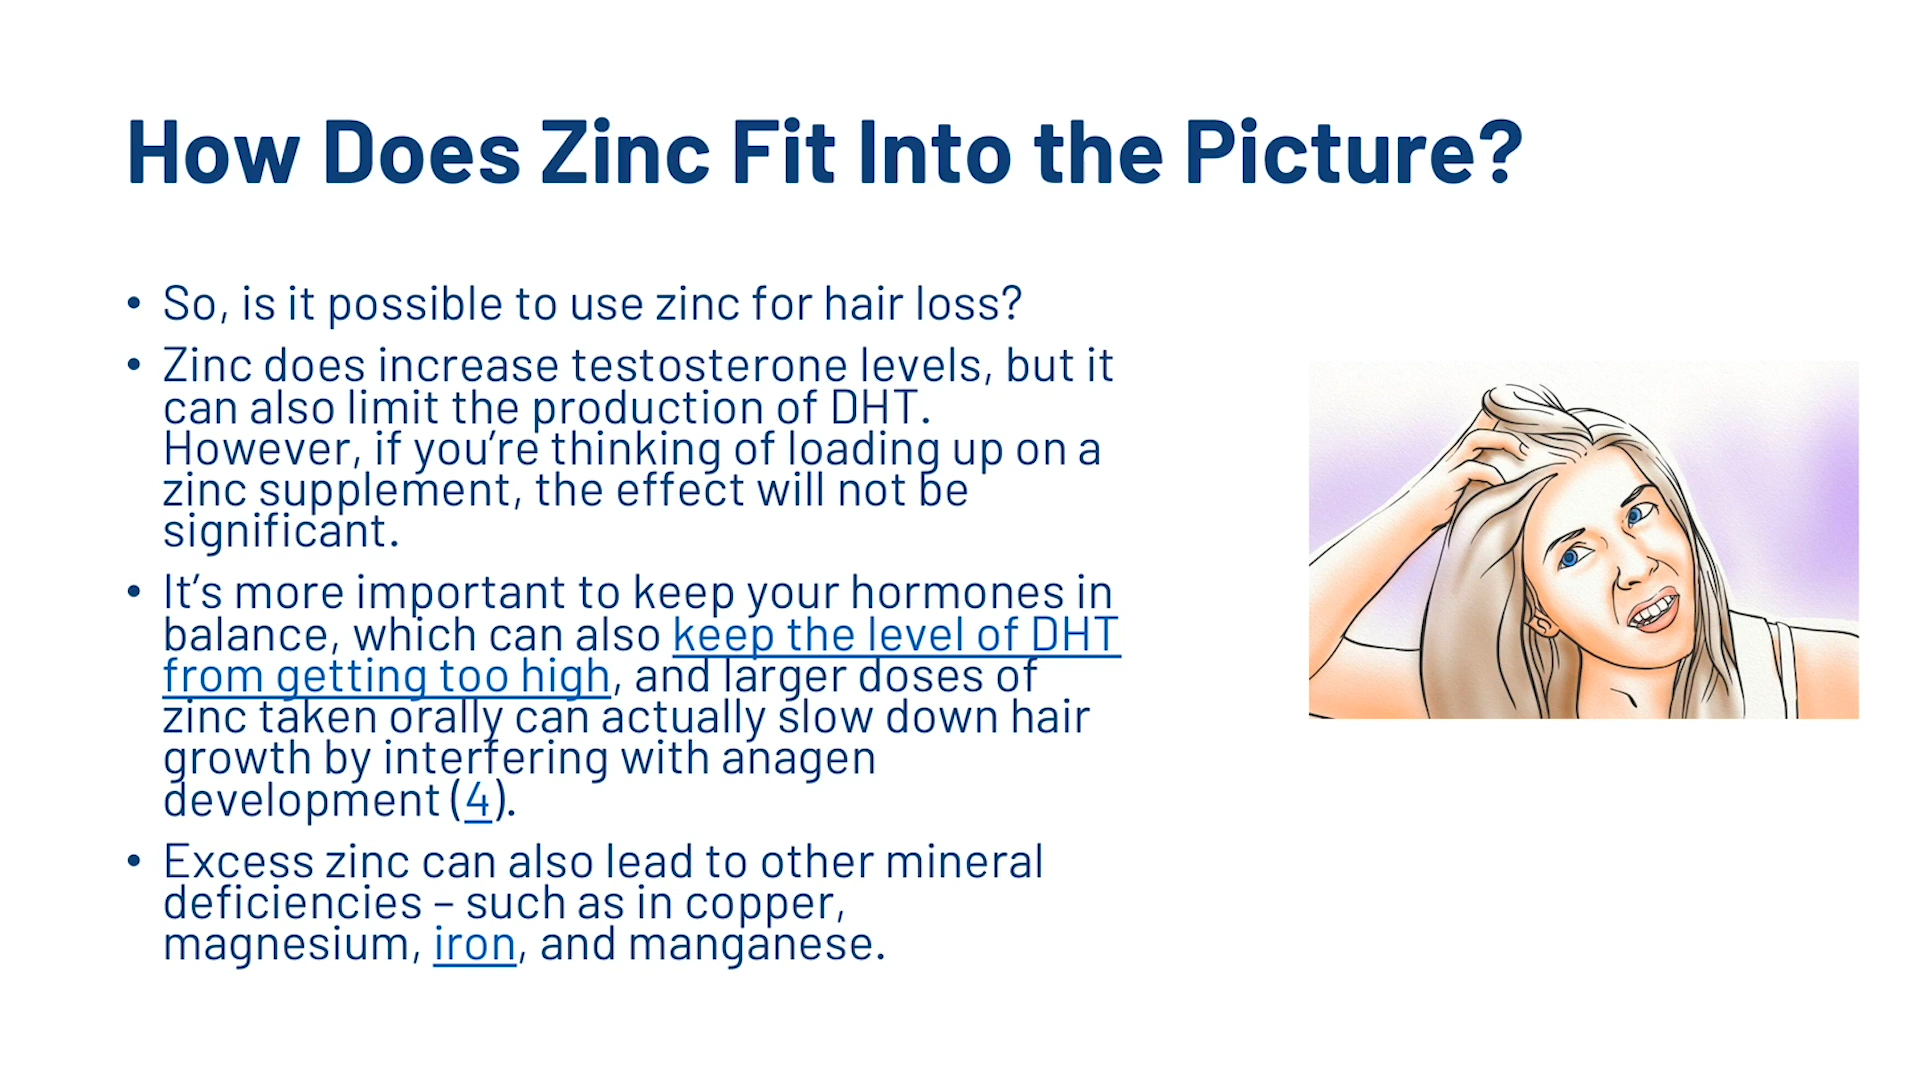 How Does Zinc Fit Into the Picture?
• So, is it possible to use zinc for hair loss?
• Zinc does increase testosterone levels, but it
can also limit the production of DHT.
However, if you’re thinking of loading up on a
zinc supplement, the effect will not be
significant.
• It’s more important to keep your hormones in
balance, which can also keep the level of DHT
from getting too high, and larger doses of
zinc taken orally can actually slow down hair
growth by interfering with anagen
development (4).
• Excess zinc can also lead to other mineral
deficiencies – such as in copper,
magnesium, iron, and manganese.